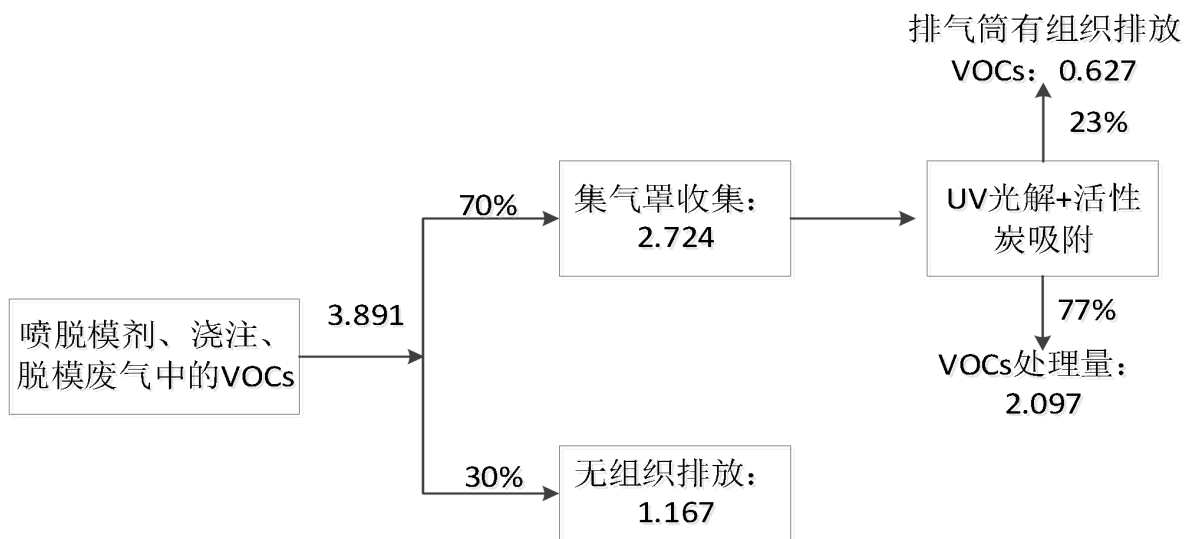 排气筒有组织排放
VOCs：0.627
23%
70%
集气罩收集：
2.724
UV光解+活性
炭吸附
3.891
77%
喷脱模剂、浇注、
脱模废气中的VOCs
VOCs处理量：
2.097
30%
无组织排放：
1.167